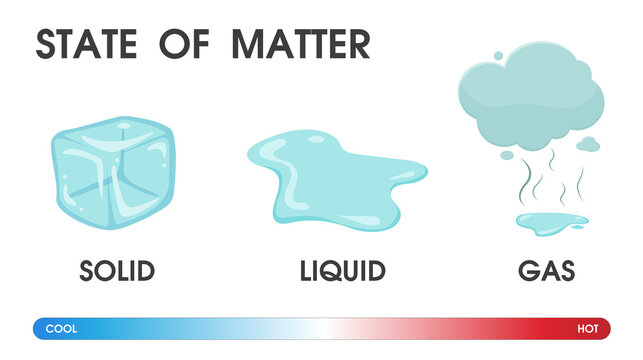 STATE OF MATTER
SOLID
LIQUID
GAS
COOL
HOT